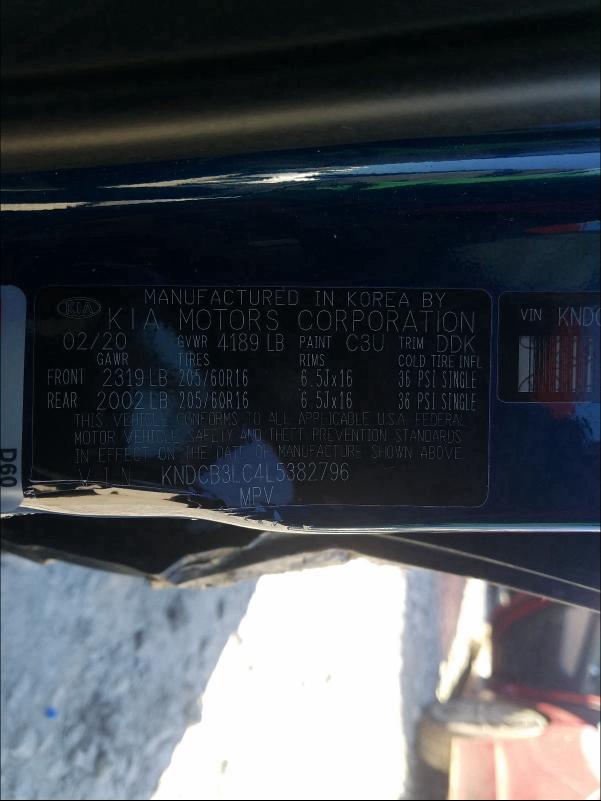 KIA
MANUFACTURED IN KOREA BY
KIA MOTORS CORPORATION
02/20 GVWR 4189 LB PAINT C3U TRIM DDK
GAWR TIRES RIMS COLD TIRE INFL
FRONT 2319 LB 205/60R16 6.5Jx16 36 PSI SINGLE
REAR 2002 LB 205/60R16 6.5Jx16 36 PSI SINGLE
THIS VEHICLE CONFORMS TO ALL APPLICABLE U.S.A FEDERAL
MOTOR VEHICLE SAFETY AND THEFT PREVENTION STANDARDS
IN EFFECT ON THE DATE OF MANUFACTURE SHOWN ABOVE
V I N KNDCB3LC4L5382796
MPV
VIN KNDC
D60